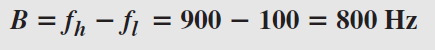 B = fh − fl = 900 − 100 = 800 Hz